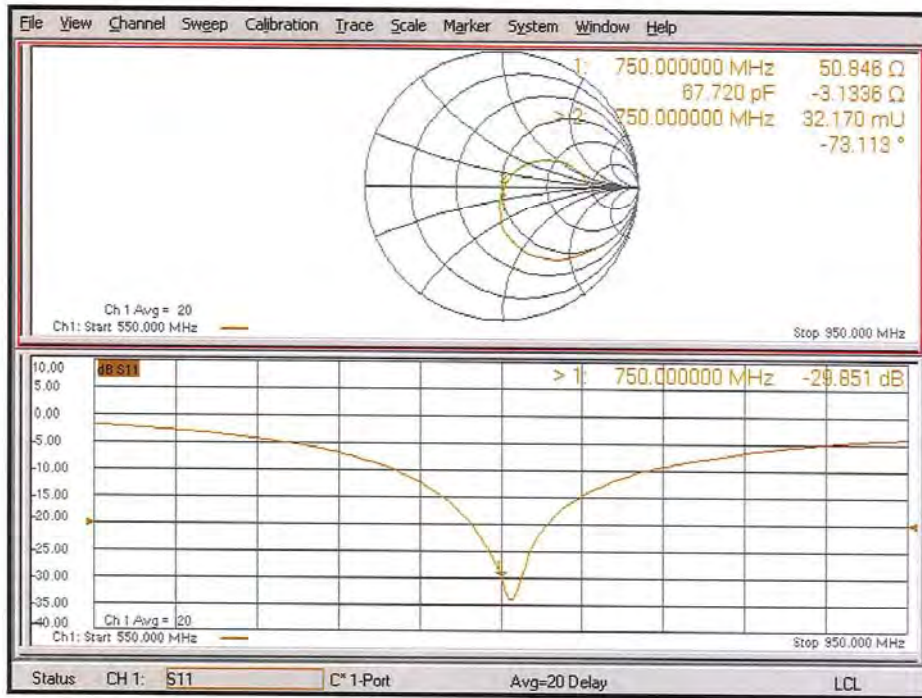 File View Channel Sweep Calibration Trace Scale Marker System Window Help
1: 750.000000 MHz 50.846 Ω
67.720 pF -3.1336 Ω
> 2: 750.000000 MHz 32.170 mU
-73.113 °
Ch 1 Avg = 20
Ch1: Start 550.000 MHz
Stop 950.000 MHz
10.00
dB S11
> 1: 750.000000 MHz -29.851 dB
5.00
0.00
-5.00
-10.00
-15.00
-20.00
-25.00
-30.00
-35.00
-40.00
Ch 1 Avg = 20
Ch1: Start 550.000 MHz
Stop 950.000 MHz
Status CH 1: S11 C* 1-Port Avg=20 Delay LCL